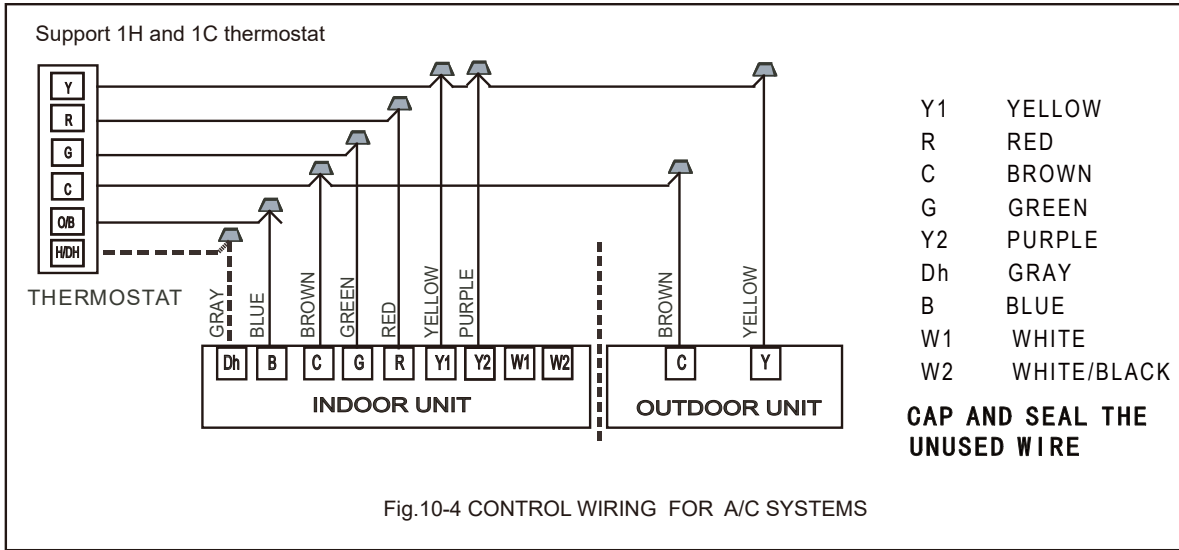 Support 1H and 1C thermostat
Y
R
G
C
O/B
H/DH
THERMOSTAT
GRAY
BLUE
BROWN
GREEN
RED
YELLOW
PURPLE
BROWN
YELLOW
Dh B C G R Y1 Y2 W1 W2
INDOOR UNIT
C Y
OUTDOOR UNIT
Y1 YELLOW
R RED
C BROWN
G GREEN
Y2 PURPLE
Dh GRAY
B BLUE
W1 WHITE
W2 WHITE/BLACK
CAP AND SEAL THE
UNUSED WIRE
Fig.10-4 CONTROL WIRING FOR A/C SYSTEMS